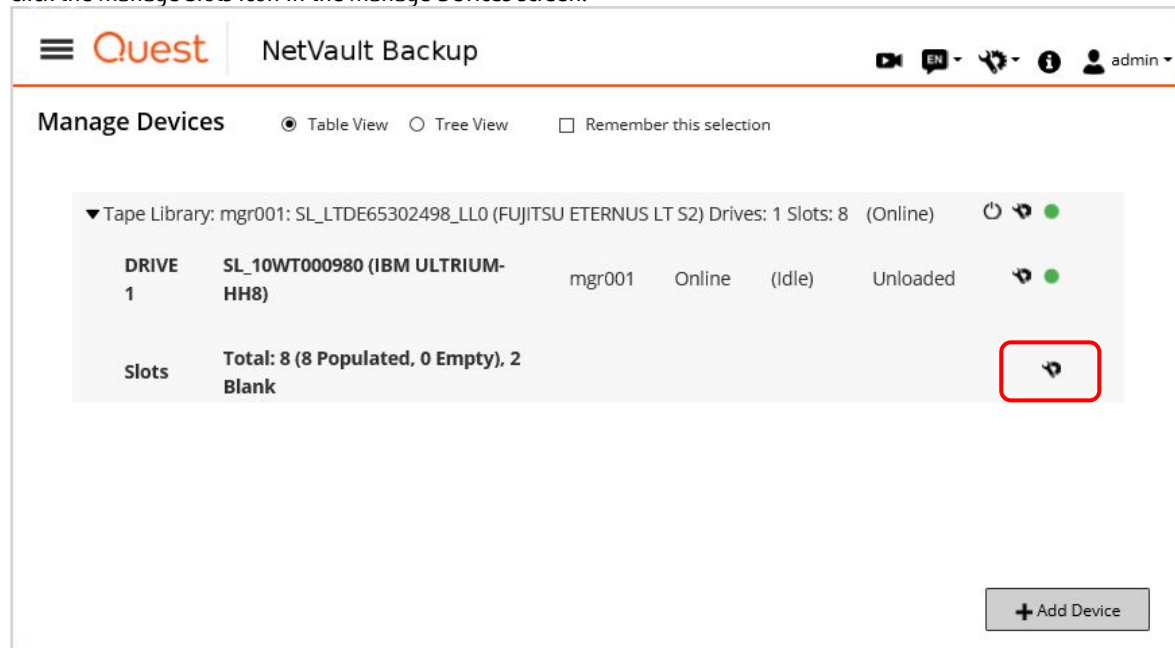 Quest NetVault Backup EN admin
Manage Devices Table View Tree View Remember this selection
Tape Library: mgr001: SL_LTDE65302498_LL0 (FUJITSU ETERNUS LT S2) Drives: 1 Slots: 8 (Online)
DRIVE 1 SL_10WT000980 (IBM ULTRIUM-HH8) mgr001 Online (Idle) Unloaded
Slots Total: 8 (8 Populated, 0 Empty), 2 Blank
Add Device